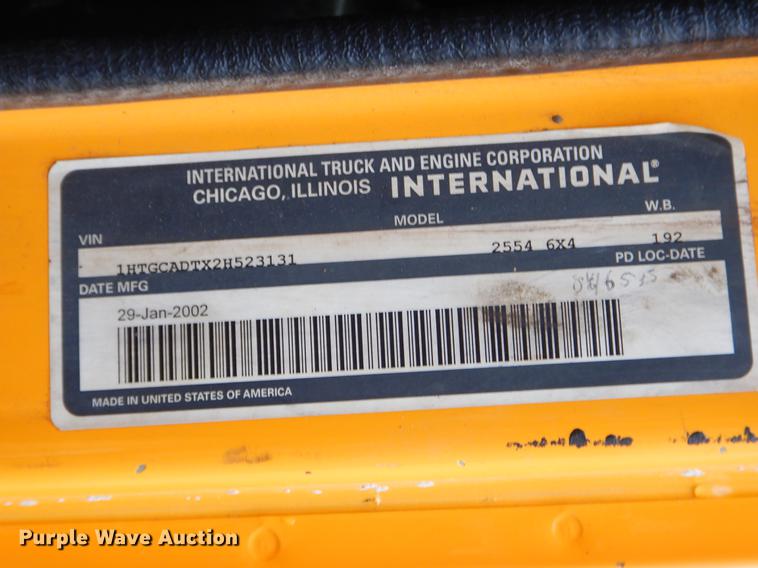 INTERNATIONAL TRUCK AND ENGINE CORPORATION
CHICAGO, ILLINOIS INTERNATIONAL®
VIN MODEL W.B.
1HTGCADTX2H523131 2554 6X4 192
DATE MFG PD LOC-DATE
29-Jan-2002
MADE IN UNITED STATES OF AMERICA
Purple Wave Auction